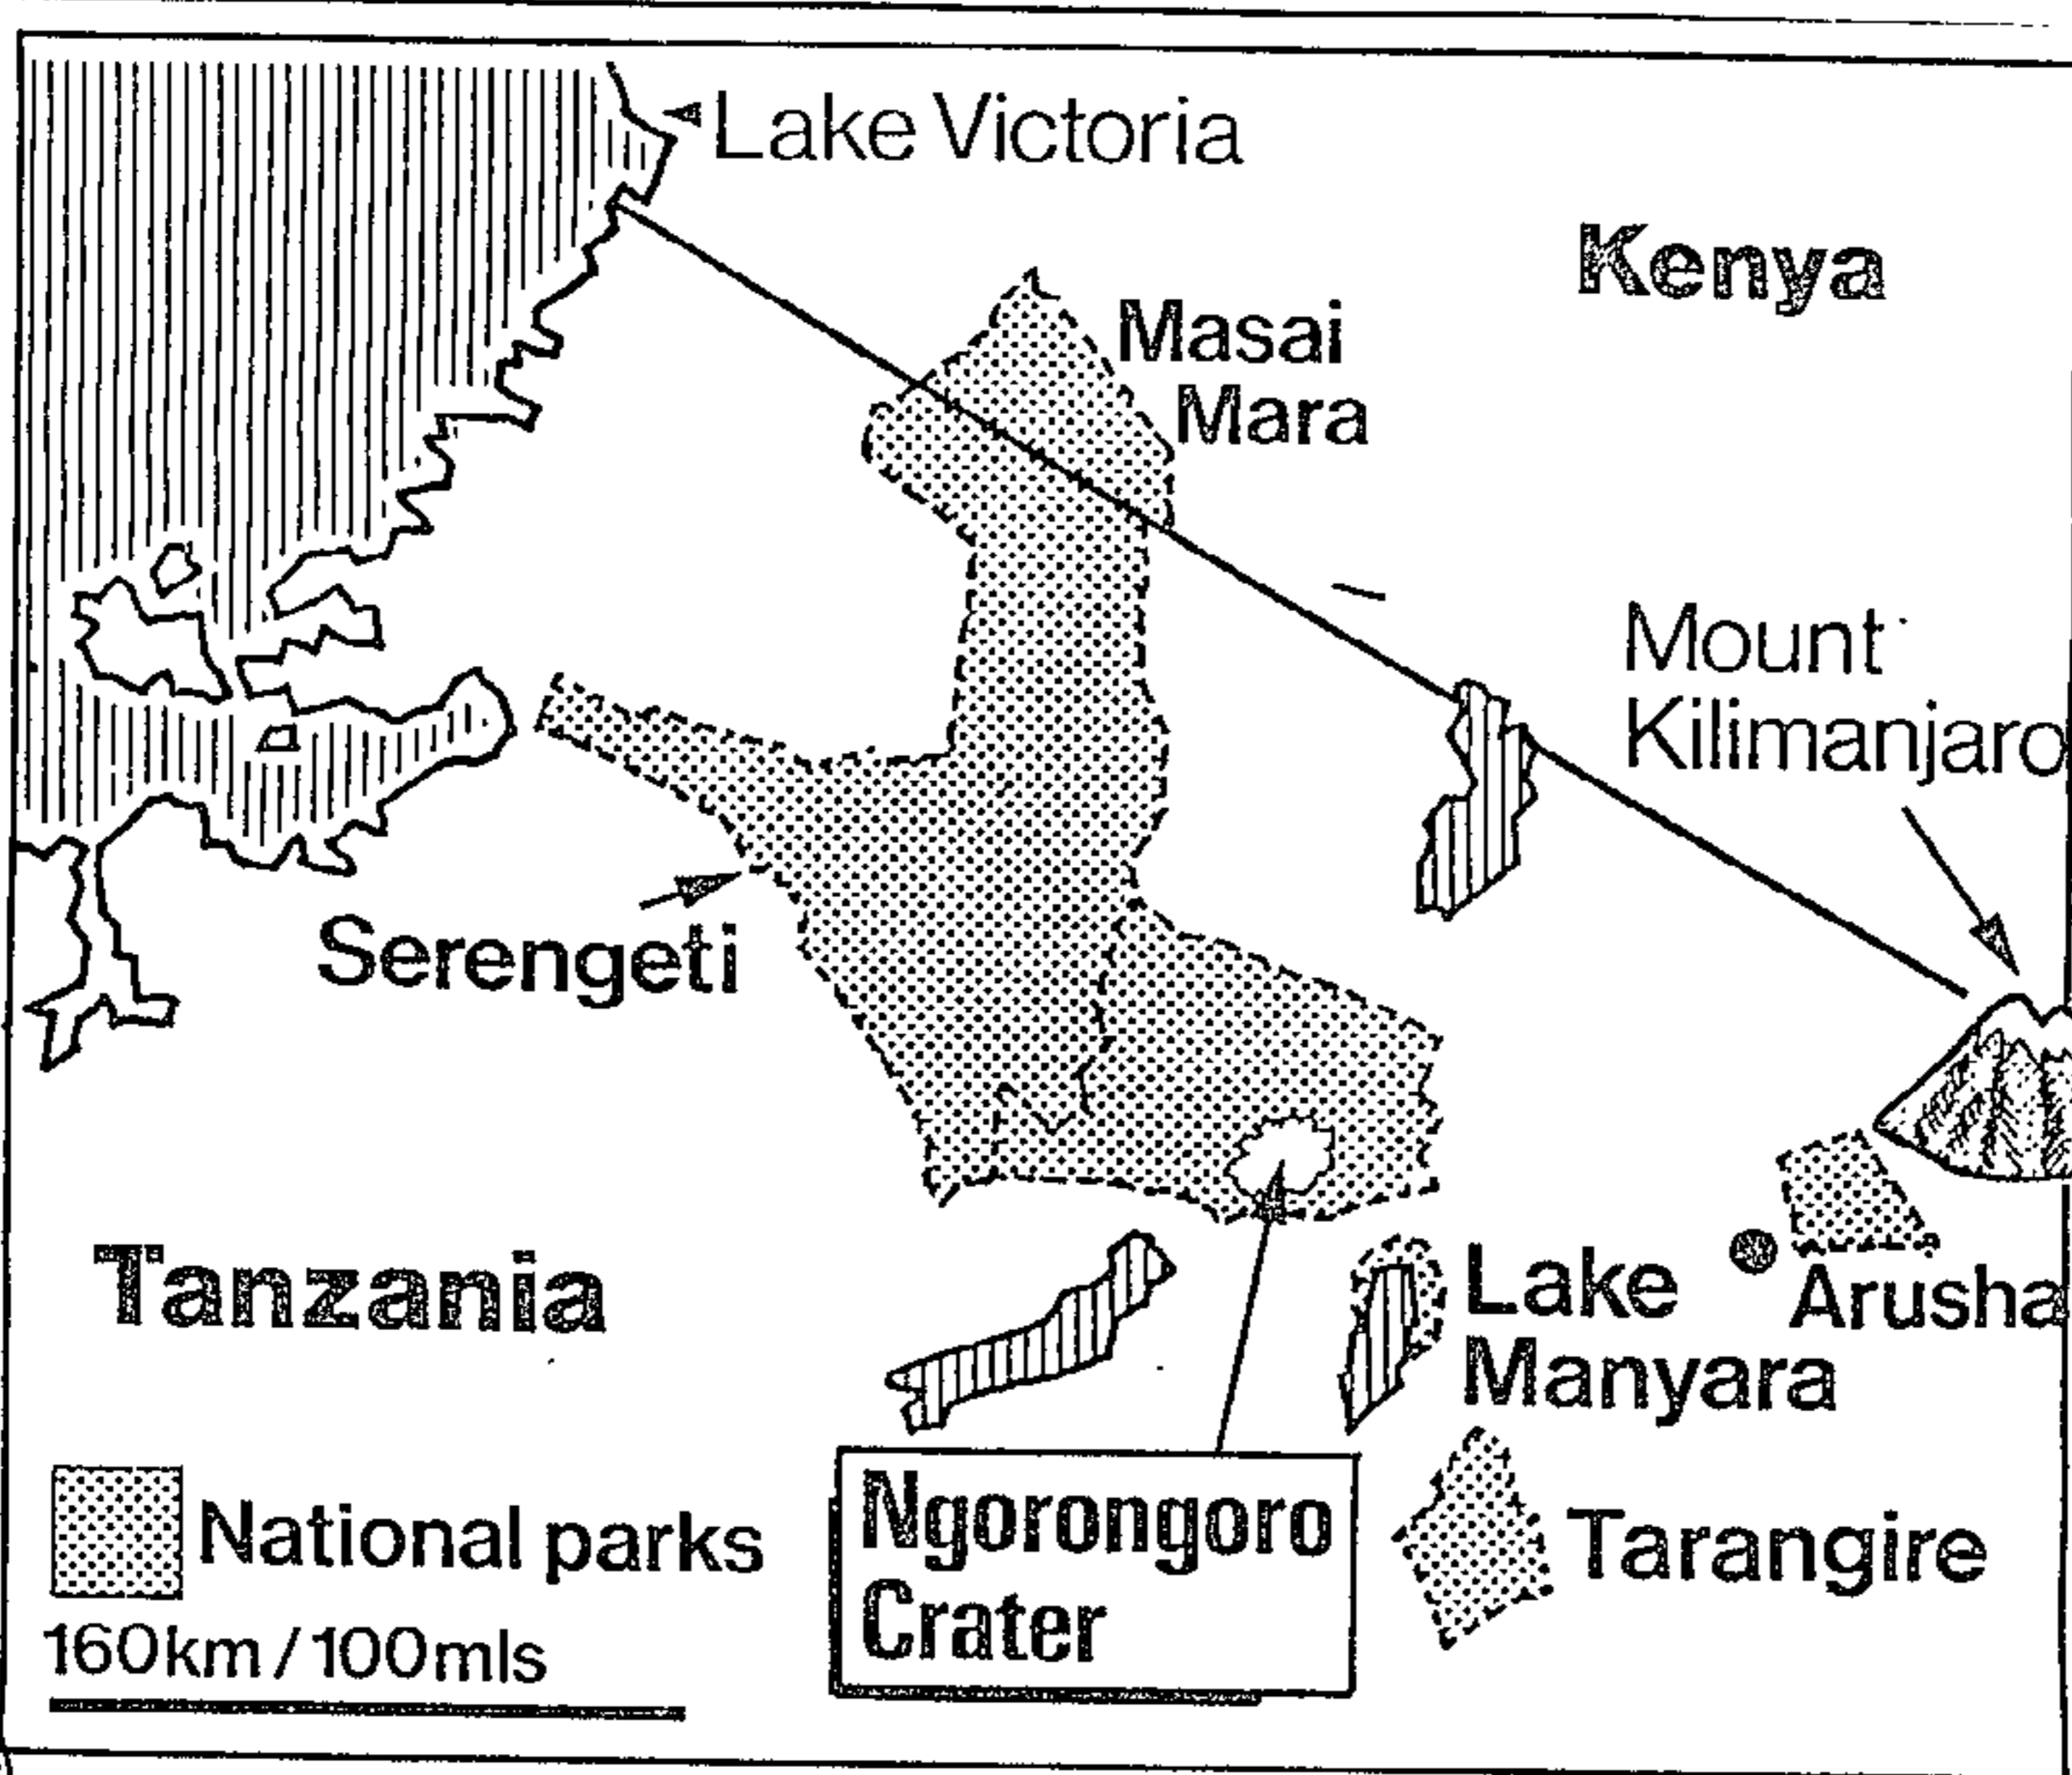 Lake Victoria
Kenya
Masai
Mara
Mount
Kilimanjaro
Serengeti
Tanzania
Lake
Manyara
Arusha
National parks
160km / 100mls
Ngorongoro
Crater
Tarangire